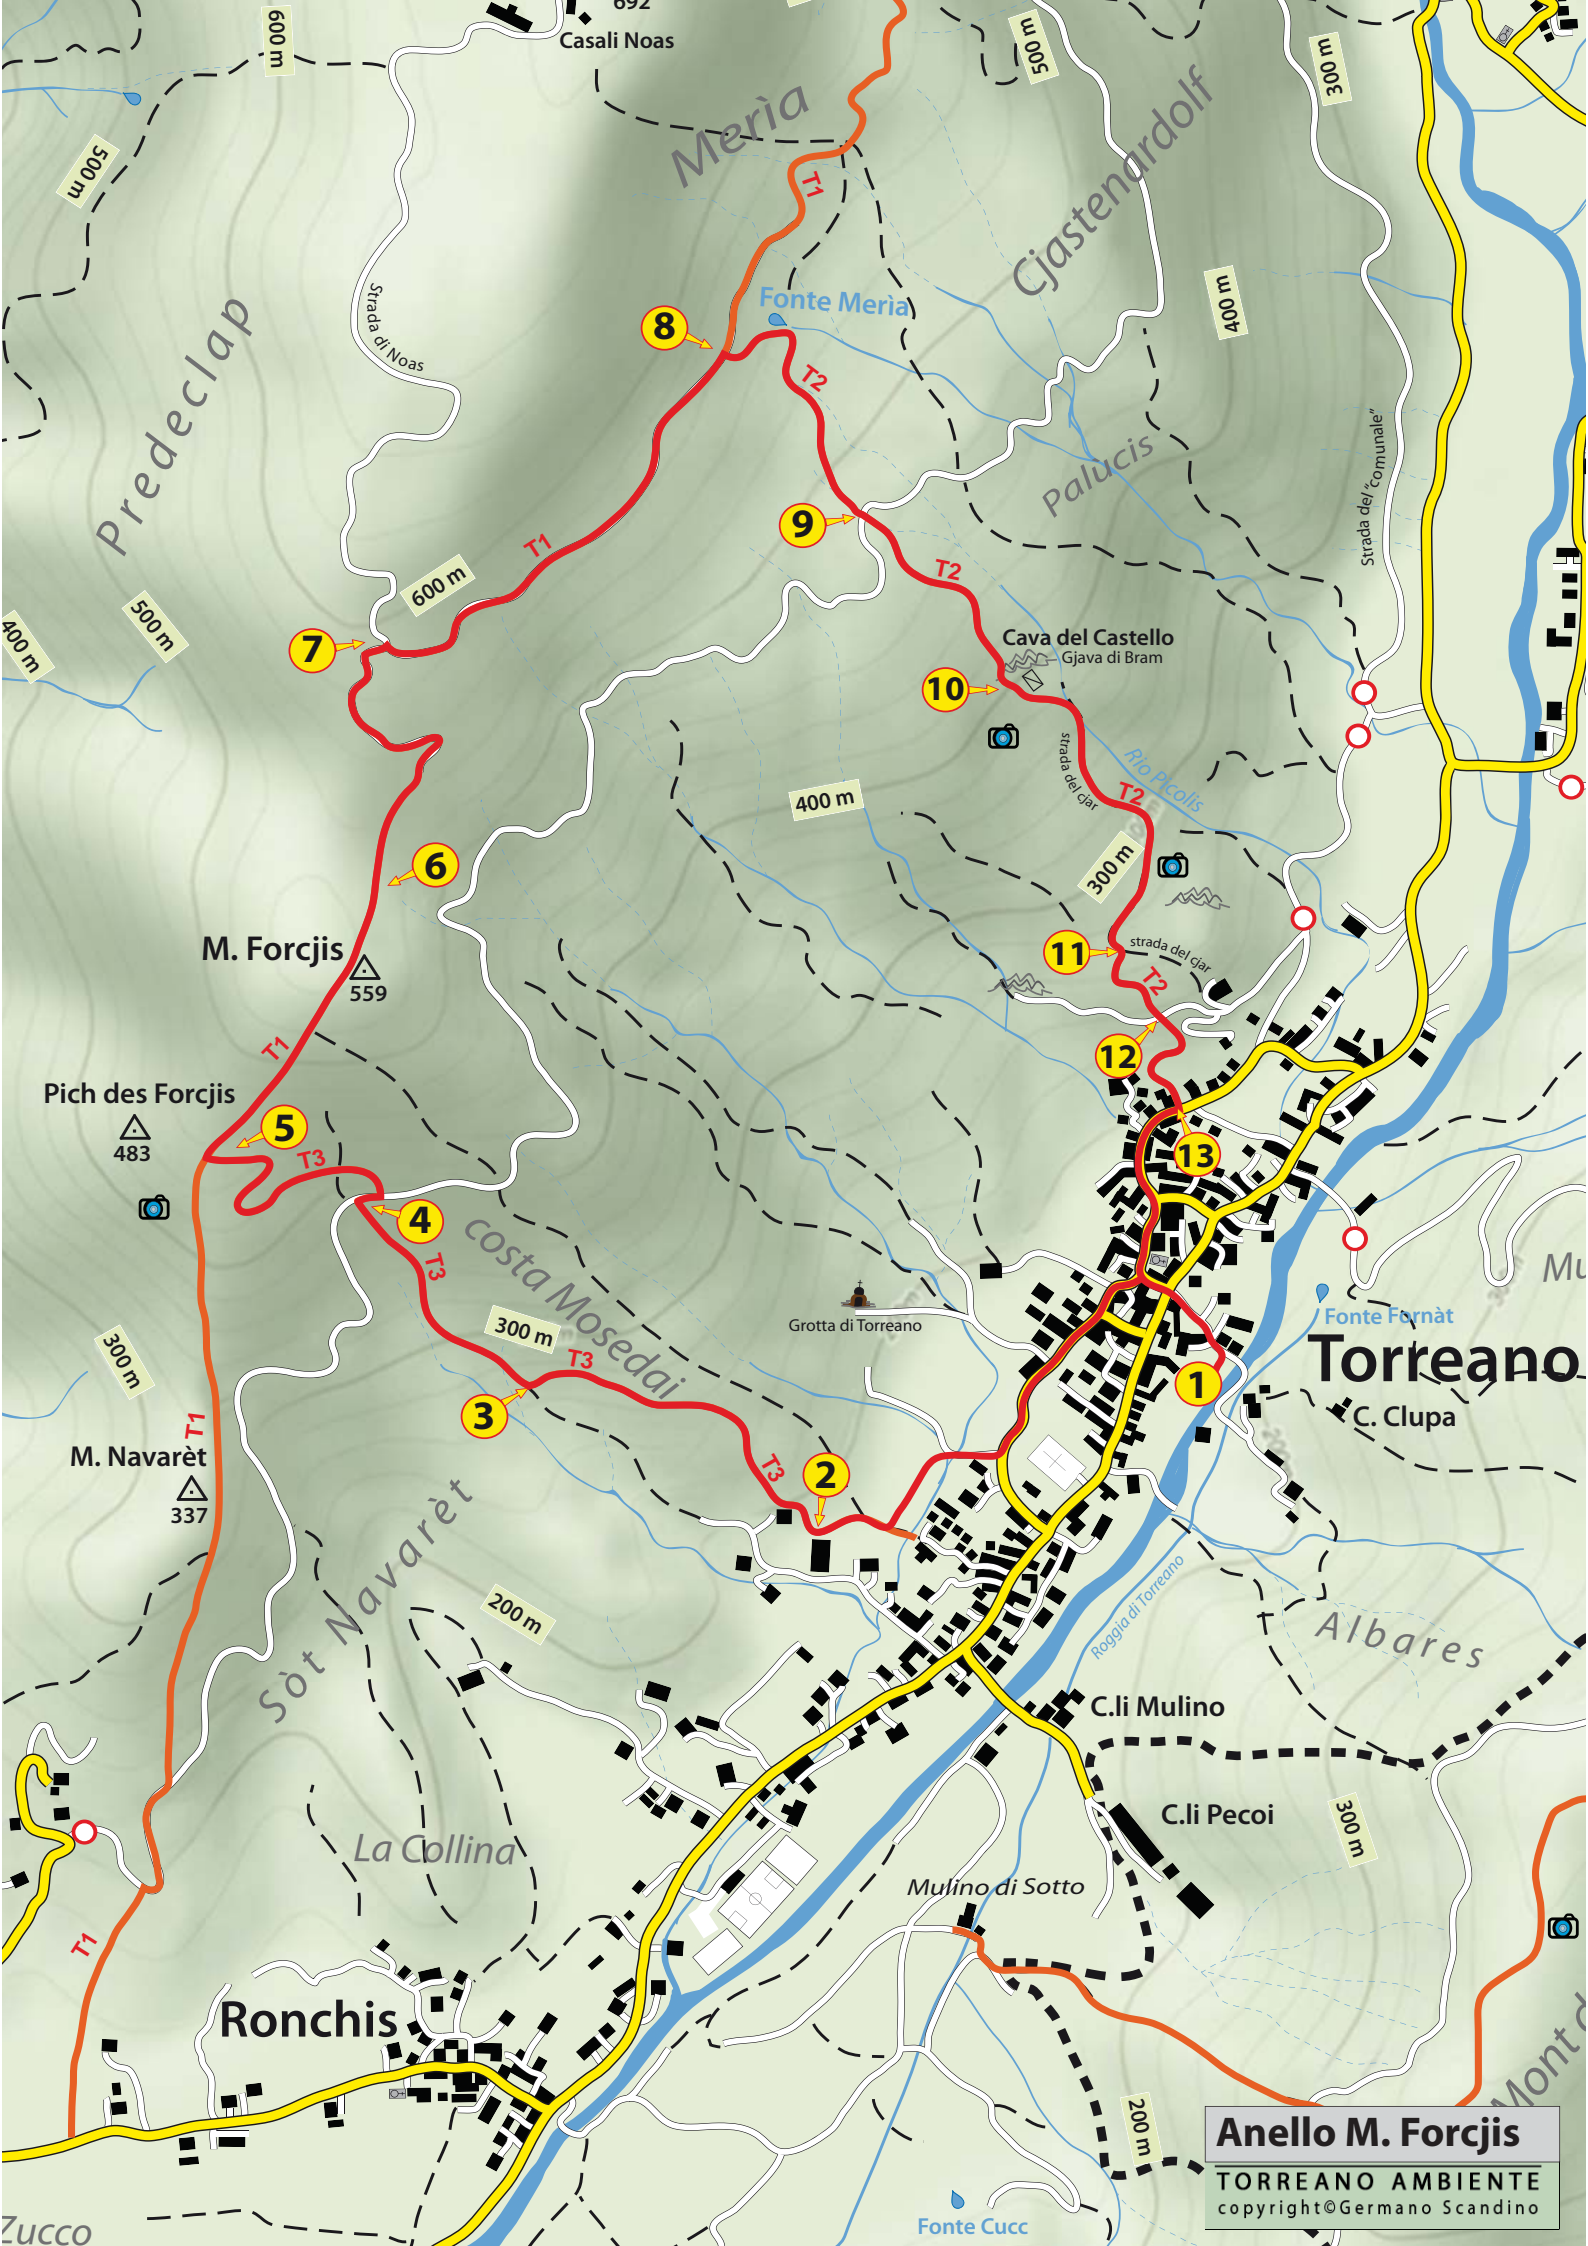 692
Casali Noas
600 m
500 m
300 m
500 m
Merìa
Cjastenardolf
T1
400 m
Strada di Noas
Fonte Merìa
8
Predeclap
T2
Strada del "comunale"
Palucis
9
T1
T2
600 m
500 m
400 m
7
Cava del Castello
Gjava di Bram
10
strada del cjar
Rio Picolis
T2
400 m
300 m
6
M. Forcjis
559
11
strada del cjar
T2
T1
12
Pich des Forcjis
483
5
T3
13
4
T3
costa Mosedai
Mu
Grotta di Torreano
Fonte Fornàt
300 m
T3
Torreano
300 m
1
C. Clupa
3
T1
M. Navarèt
337
T3
2
Sòt Navarèt
200 m
Roggia di Torreano
Albares
C.li Mulino
C.li Pecoi
300 m
La Collina
Mulino di Sotto
T1
Ronchis
Mont d
200 m
Anello M. Forcjis
TORREANO AMBIENTE
copyright©Germano Scandino
Fonte Cucc
Zucco